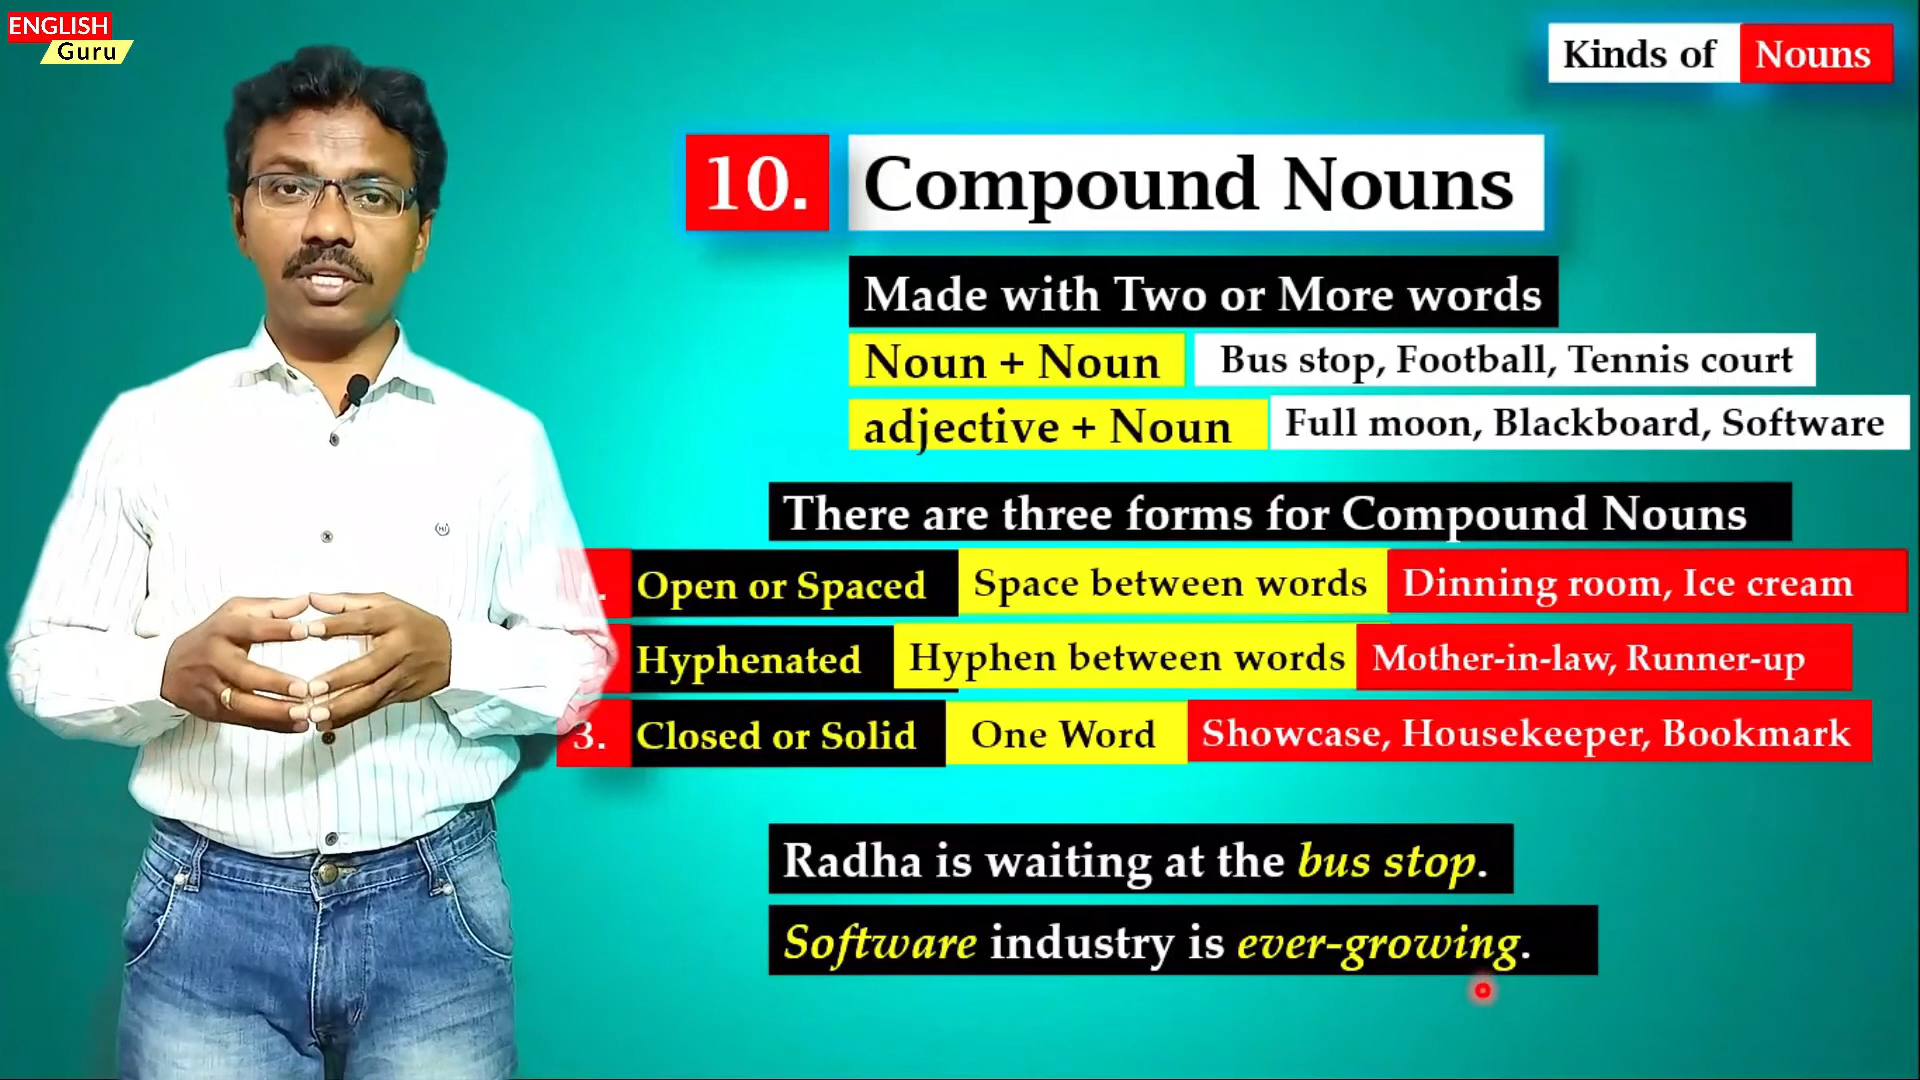 ENGLISH
Guru
Kinds of Nouns
10. Compound Nouns
Made with Two or More words
Noun + Noun Bus stop, Football, Tennis court
adjective + Noun Full moon, Blackboard, Software
There are three forms for Compound Nouns
Open or Spaced Space between words Dinning room, Ice cream
Hyphenated Hyphen between words Mother-in-law, Runner-up
3. Closed or Solid One Word Showcase, Housekeeper, Bookmark
Radha is waiting at the bus stop.
Software industry is ever-growing.